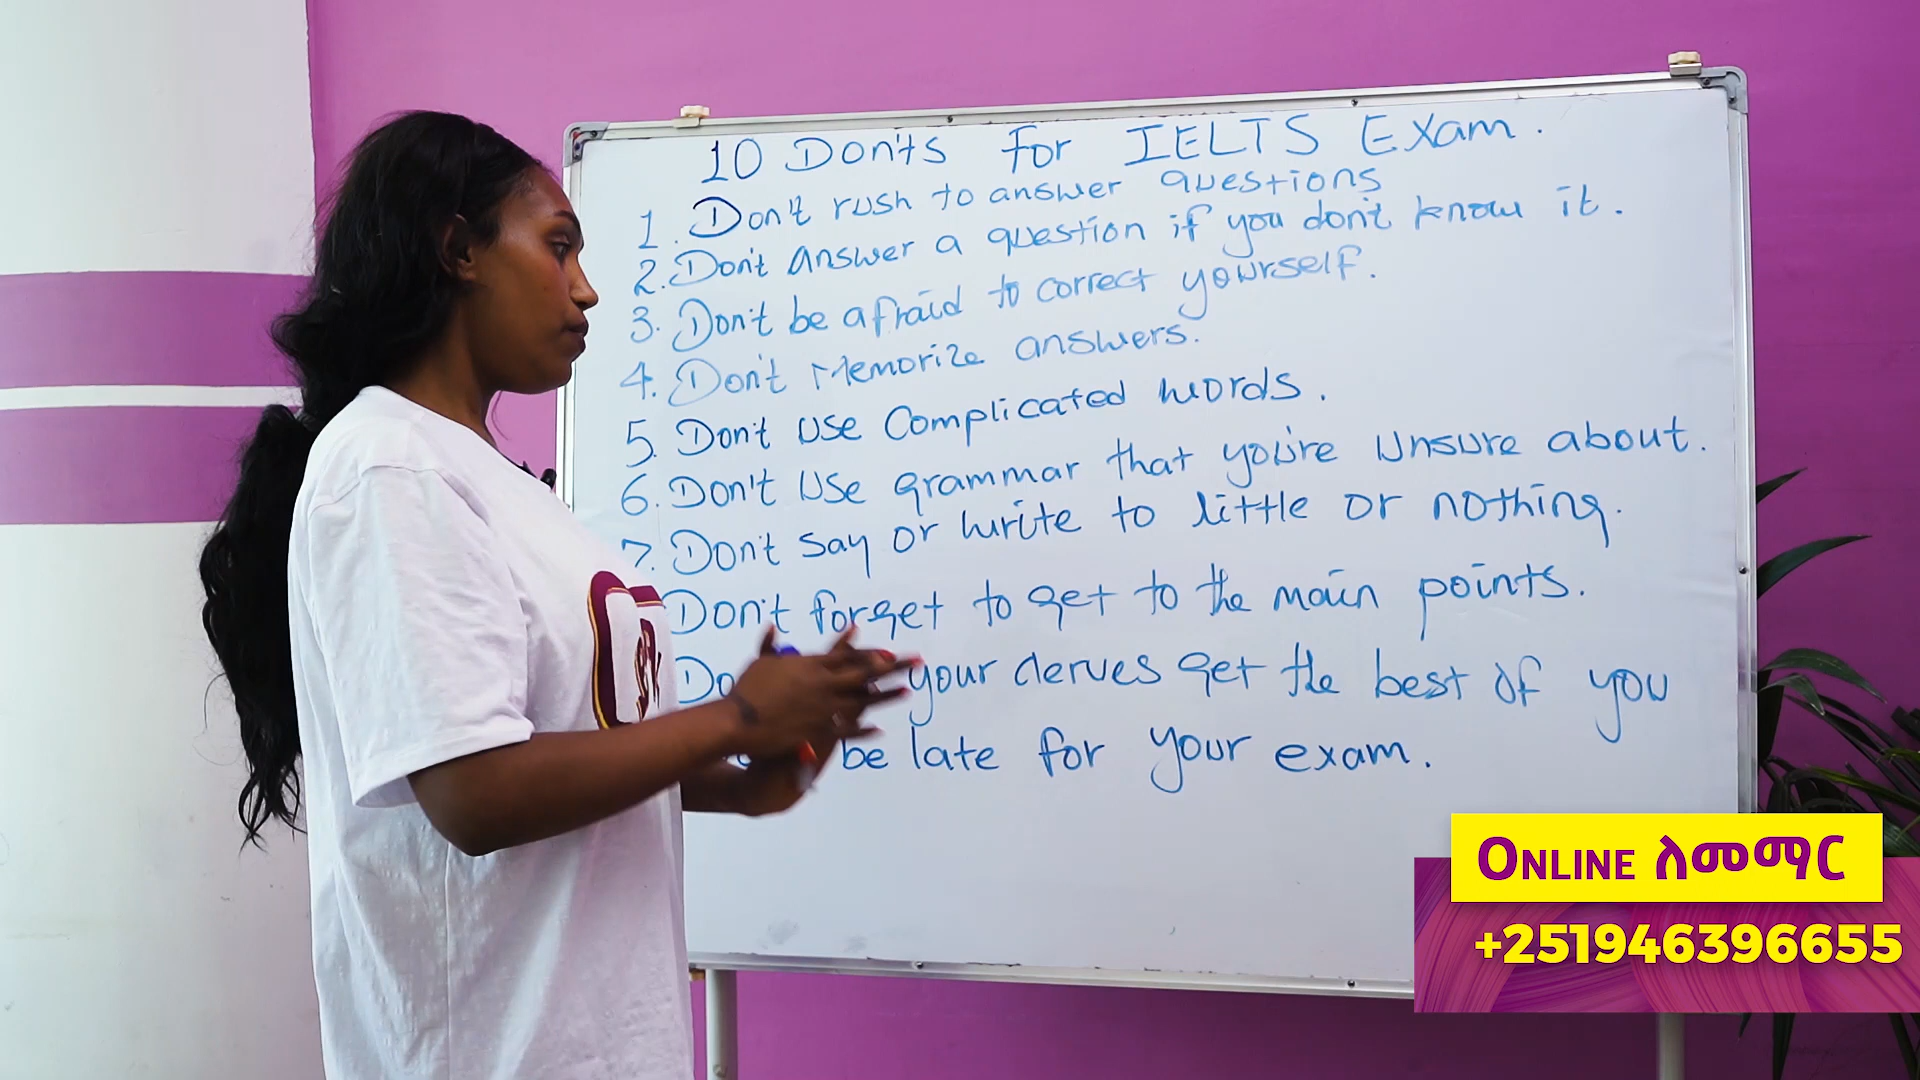 10 Don'ts For IELTS Exam.
1. Don't rush to answer questions
2. Don't answer a question if you don't know it.
3. Don't be afraid to correct yourself.
4. Don't Memorize answers.
5. Don't use complicated words.
6. Don't use grammar that you're unsure about.
7. Don't say or write to little or nothing.
Don't forget to get to the main points.
Do your nerves get the best of you
be late for your exam.
ONLINE ለመማር
+251946396655